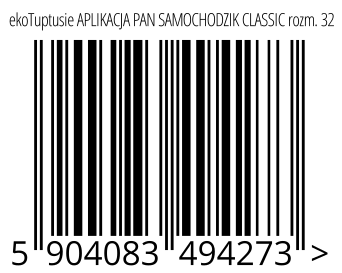 ekoTuptusie APLIKACJA PAN SAMOCHODZIK CLASSIC rozm. 32
5 904083 494273 >